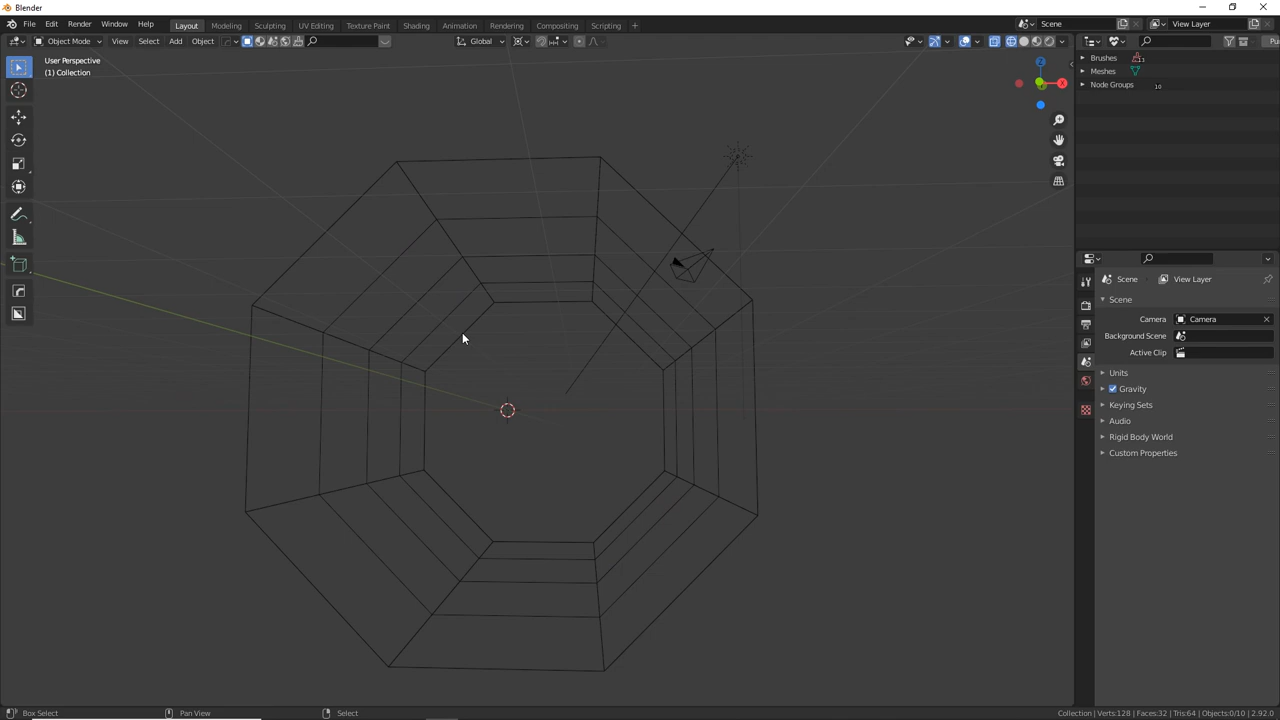 Blender
File Edit Render Window Help Layout Modeling Sculpting UV Editing Texture Paint Shading Animation Rendering Compositing Scripting + Scene View Layer
Object Mode View Select Add Object Global
User Perspective
(1) Collection
Z
X
Brushes 13
Meshes
Node Groups 10
Scene View Layer
Scene
Camera Camera
Background Scene
Active Clip
Units
Gravity
Keying Sets
Audio
Rigid Body World
Custom Properties
Box Select Pan View Select Collection | Verts:128 | Faces:32 | Tris:64 | Objects:0/10 | 2.92.0